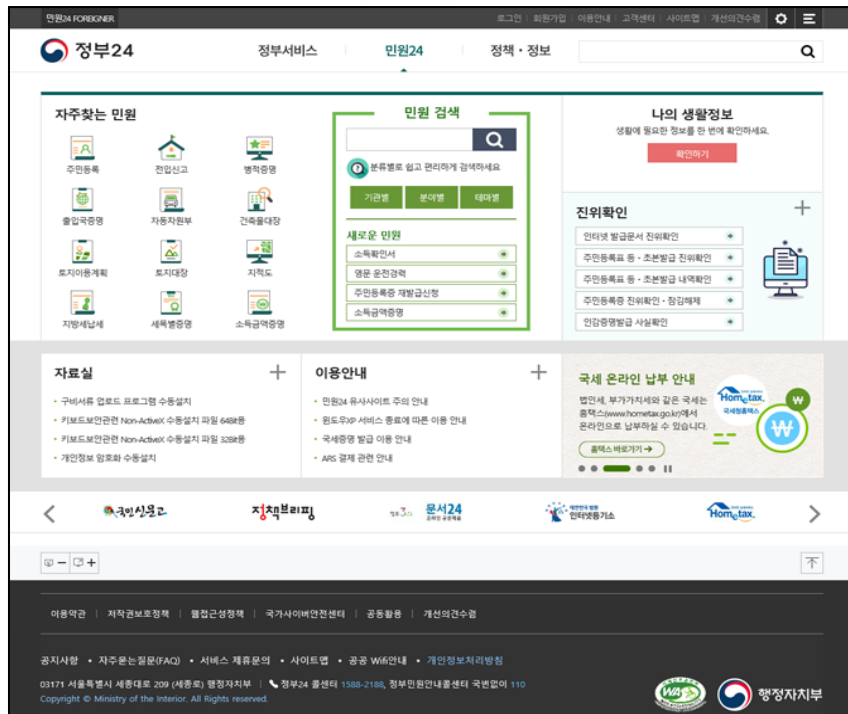 민원24 FOREIGNER
로그인 | 회원가입 | 이용안내 | 고객센터 | 사이트맵 | 개선의견수렴
정부24
정부서비스
민원24
정책・정보
자주찾는 민원
주민등록
전입신고
병적증명
출입국증명
자동차원부
건축물대장
토지이용계획
토지대장
지적도
지방세납세
세목별증명
소득금액증명
민원 검색
분류별로 쉽고 편리하게 검색하세요
기관별
분야별
테마별
새로운 민원
소득확인서
영문 운전경력
주민등록증 재발급신청
소득금액증명
나의 생활정보
생활에 필요한 정보를 한 번에 확인하세요.
확인하기
진위확인
인터넷 발급문서 진위확인
주민등록표 등・초본발급 진위확인
주민등록표 등・초본발급 내역확인
주민등록증 진위확인・잠김해제
인감증명발급 사실확인
자료실
• 구비서류 업로드 프로그램 수동설치
• 키보드보안관련 Non-ActiveX 수동설치 파일 64Bit용
• 키보드보안관련 Non-ActiveX 수동설치 파일 32Bit용
• 개인정보 암호화 수동설치
이용안내
• 민원24 유사사이트 주의 안내
• 윈도우XP 서비스 종료에 따른 이용 안내
• 국세증명 발급 이용 안내
• ARS 결제 관련 안내
국세 온라인 납부 안내
법인세, 부가가치세와 같은 국세는
홈택스(www.hometax.go.kr)에서
온라인으로 납부하실 수 있습니다.
홈택스 바로가기 →
Hometax.
국세청홈택스
국민신문고
정책브리핑
정부3.0 문서24
대한민국 법원
인터넷등기소
Hometax.
이용약관 | 저작권보호정책 | 웹접근성정책 | 국가사이버안전센터 | 공동활용 | 개선의견수렴
공지사항 • 자주묻는질문(FAQ) • 서비스 제휴문의 • 사이트맵 • 공공 Wifi안내 • 개인정보처리방침
03171 서울특별시 세종대로 209 (세종로) 행정자치부 | 정부24 콜센터 1588-2188, 정부민원안내콜센터 국번없이 110
Copyright © Ministry of the Interior. All Rights reserved.
WA
행정자치부